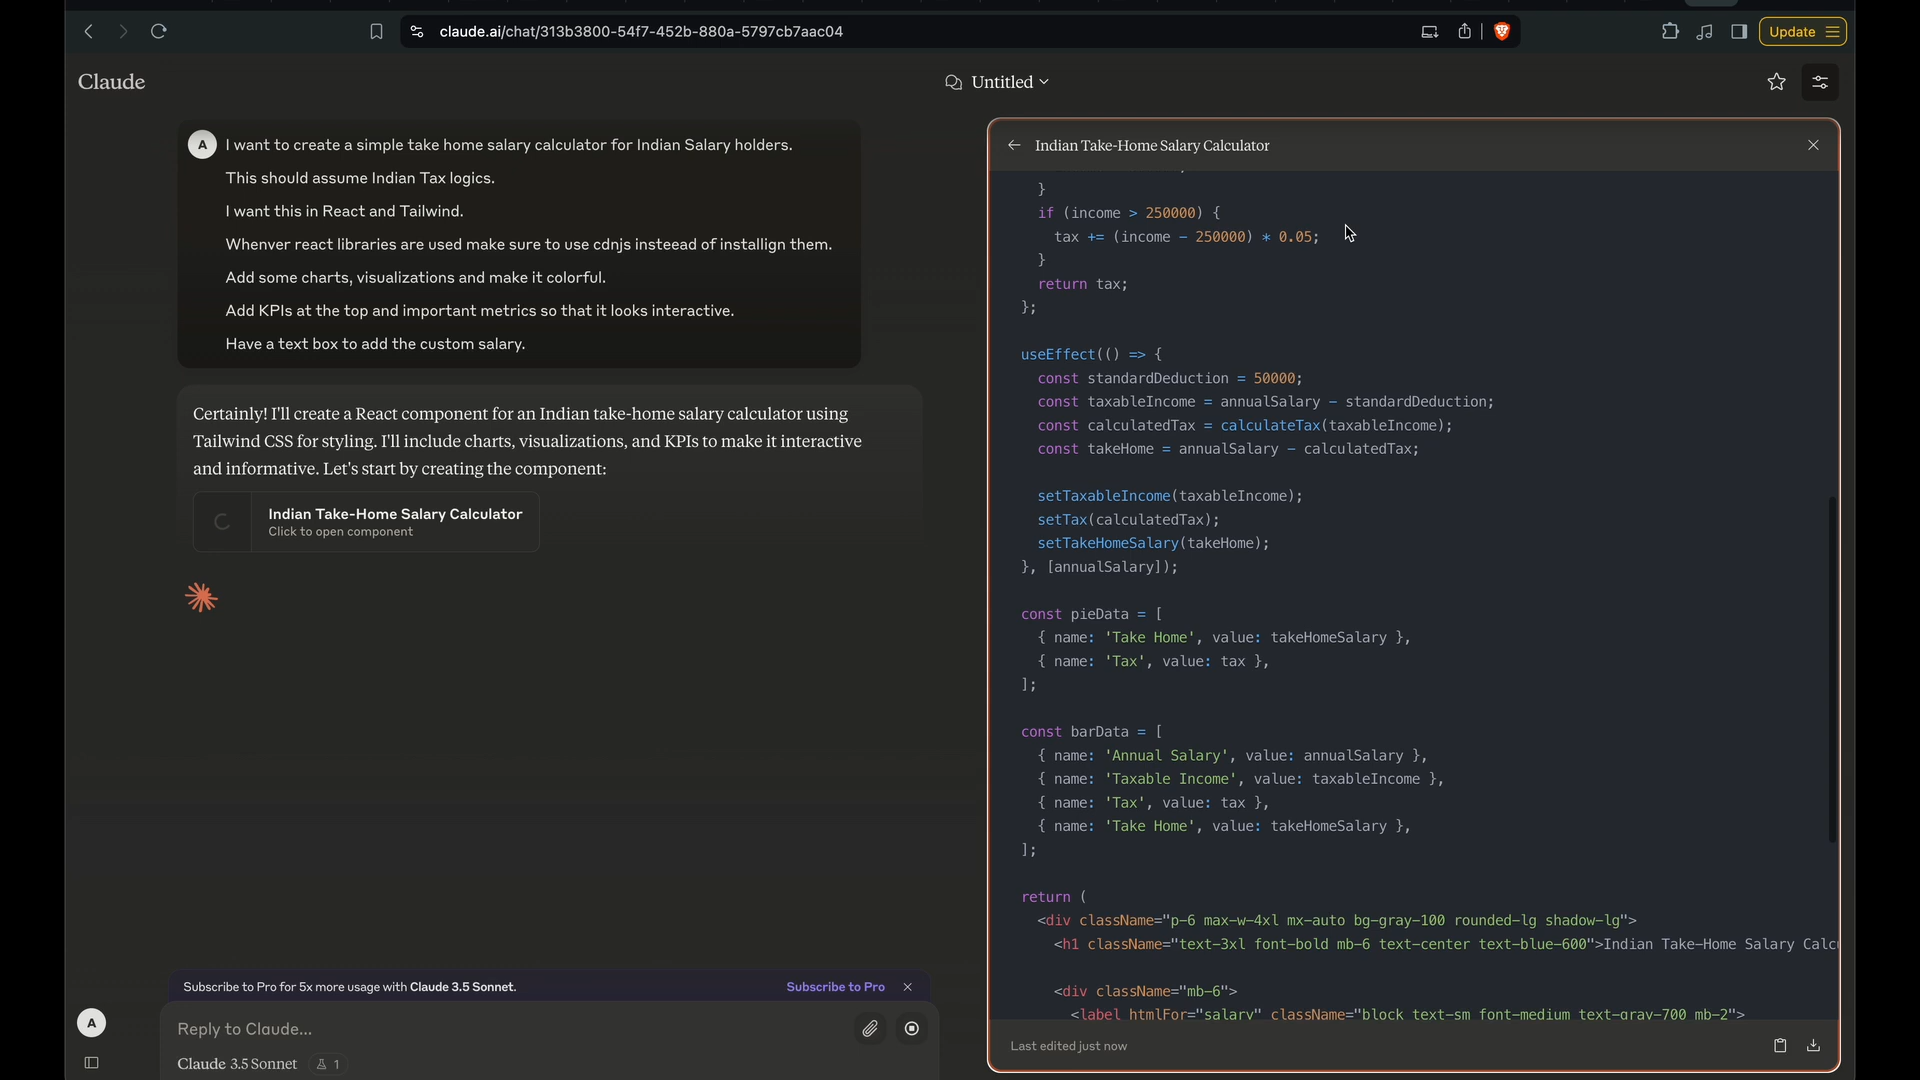 claude.ai/chat/313b3800-54f7-452b-880a-5797cb7aac04
Update
Claude
Untitled
A
I want to create a simple take home salary calculator for Indian Salary holders.
This should assume Indian Tax logics.
I want this in React and Tailwind.
Whenver react libraries are used make sure to use cdnjs insteead of installign them.
Add some charts, visualizations and make it colorful.
Add KPIs at the top and important metrics so that it looks interactive.
Have a text box to add the custom salary.
Certainly! I'll create a React component for an Indian take-home salary calculator using
Tailwind CSS for styling. I'll include charts, visualizations, and KPIs to make it interactive
and informative. Let's start by creating the component:
Indian Take-Home Salary Calculator
Click to open component
Subscribe to Pro for 5x more usage with Claude 3.5 Sonnet.
Subscribe to Pro
A
Reply to Claude...
Claude 3.5 Sonnet
1
Indian Take-Home Salary Calculator
}
if (income > 250000) {
tax += (income - 250000) * 0.05;
}
return tax;
};
useEffect(() => {
const standardDeduction = 50000;
const taxableIncome = annualSalary - standardDeduction;
const calculatedTax = calculateTax(taxableIncome);
const takeHome = annualSalary - calculatedTax;
setTaxableIncome(taxableIncome);
setTax(calculatedTax);
setTakeHomeSalary(takeHome);
}, [annualSalary]);
const pieData = [
{ name: 'Take Home', value: takeHomeSalary },
{ name: 'Tax', value: tax },
];
const barData = [
{ name: 'Annual Salary', value: annualSalary },
{ name: 'Taxable Income', value: taxableIncome },
{ name: 'Tax', value: tax },
{ name: 'Take Home', value: takeHomeSalary },
];
return (
<div className="p-6 max-w-4xl mx-auto bg-gray-100 rounded-lg shadow-lg">
<h1 className="text-3xl font-bold mb-6 text-center text-blue-600">Indian Take-Home Salary Calc
<div className="mb-6">
<label htmlFor="salary" className="block text-sm font-medium text-gray-700 mb-2">
Last edited just now